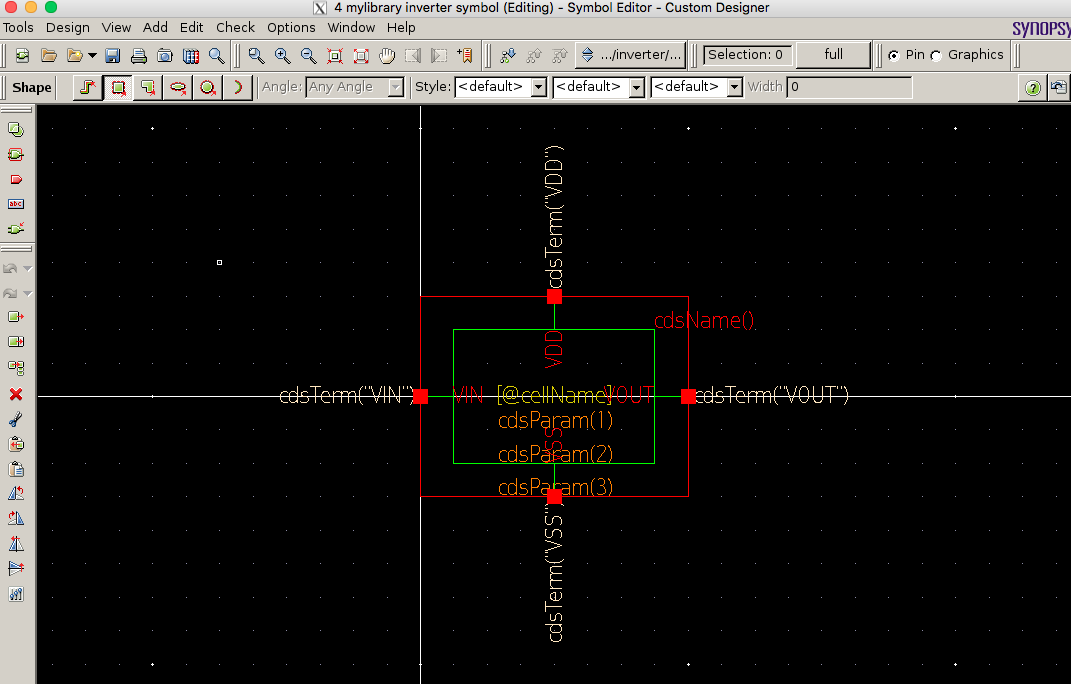 4 mylibrary inverter symbol (Editing) - Symbol Editor - Custom Designer
Tools Design View Add Edit Check Options Window Help
SYNOPSY
.../inverter/... Selection: 0 full Pin Graphics
Shape Angle: Any Angle Style: <default> <default> <default> Width 0
abc
cdsTerm("VDD")
cdsName()
VDD
cdsTerm("VIN") VIN [@cellName] VOUT cdsTerm("VOUT")
cdsParam(1)
VSS
cdsParam(2)
cdsParam(3)
cdsTerm("VSS")